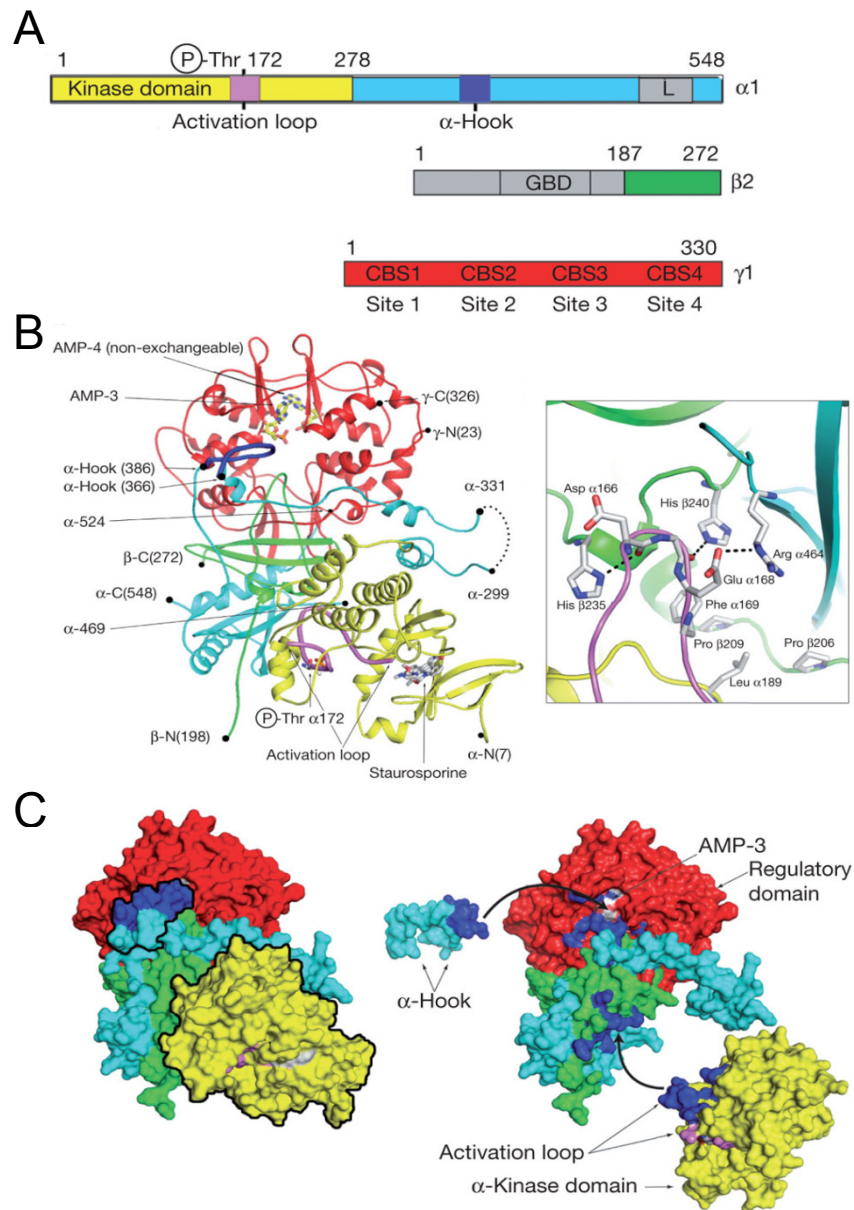 A
1 Ⓟ-Thr 172 278 548
Kinase domain L α1
Activation loop α-Hook
1 187 272
GBD β2
1 330
CBS1 CBS2 CBS3 CBS4 γ1
Site 1 Site 2 Site 3 Site 4
B
AMP-4 (non-exchangeable)
AMP-3
γ-C(326)
γ-N(23)
α-Hook (386)
α-Hook (366)
α-331
α-524
β-C(272)
α-C(548)
α-299
α-469
Ⓟ-Thr α172
β-N(198)
Activation loop
α-N(7)
Staurosporine
Asp α166
His β240
Arg α464
His β235
Glu α168
Phe α169
Pro β209
Pro β206
Leu α189
C
AMP-3
Regulatory
domain
α-Hook
Activation loop
α-Kinase domain